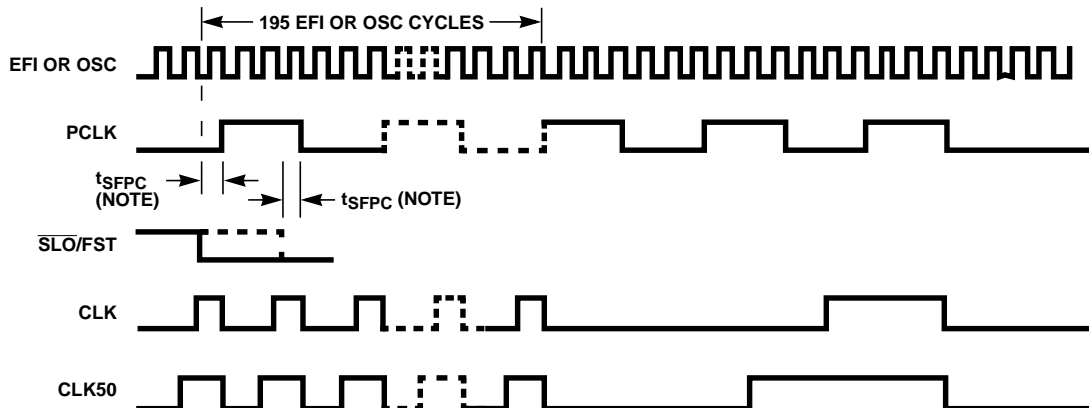 195 EFI OR OSC CYCLES
EFI OR OSC
PCLK
tSFPC
(NOTE)
tSFPC (NOTE)
SLO/FST
CLK
CLK50